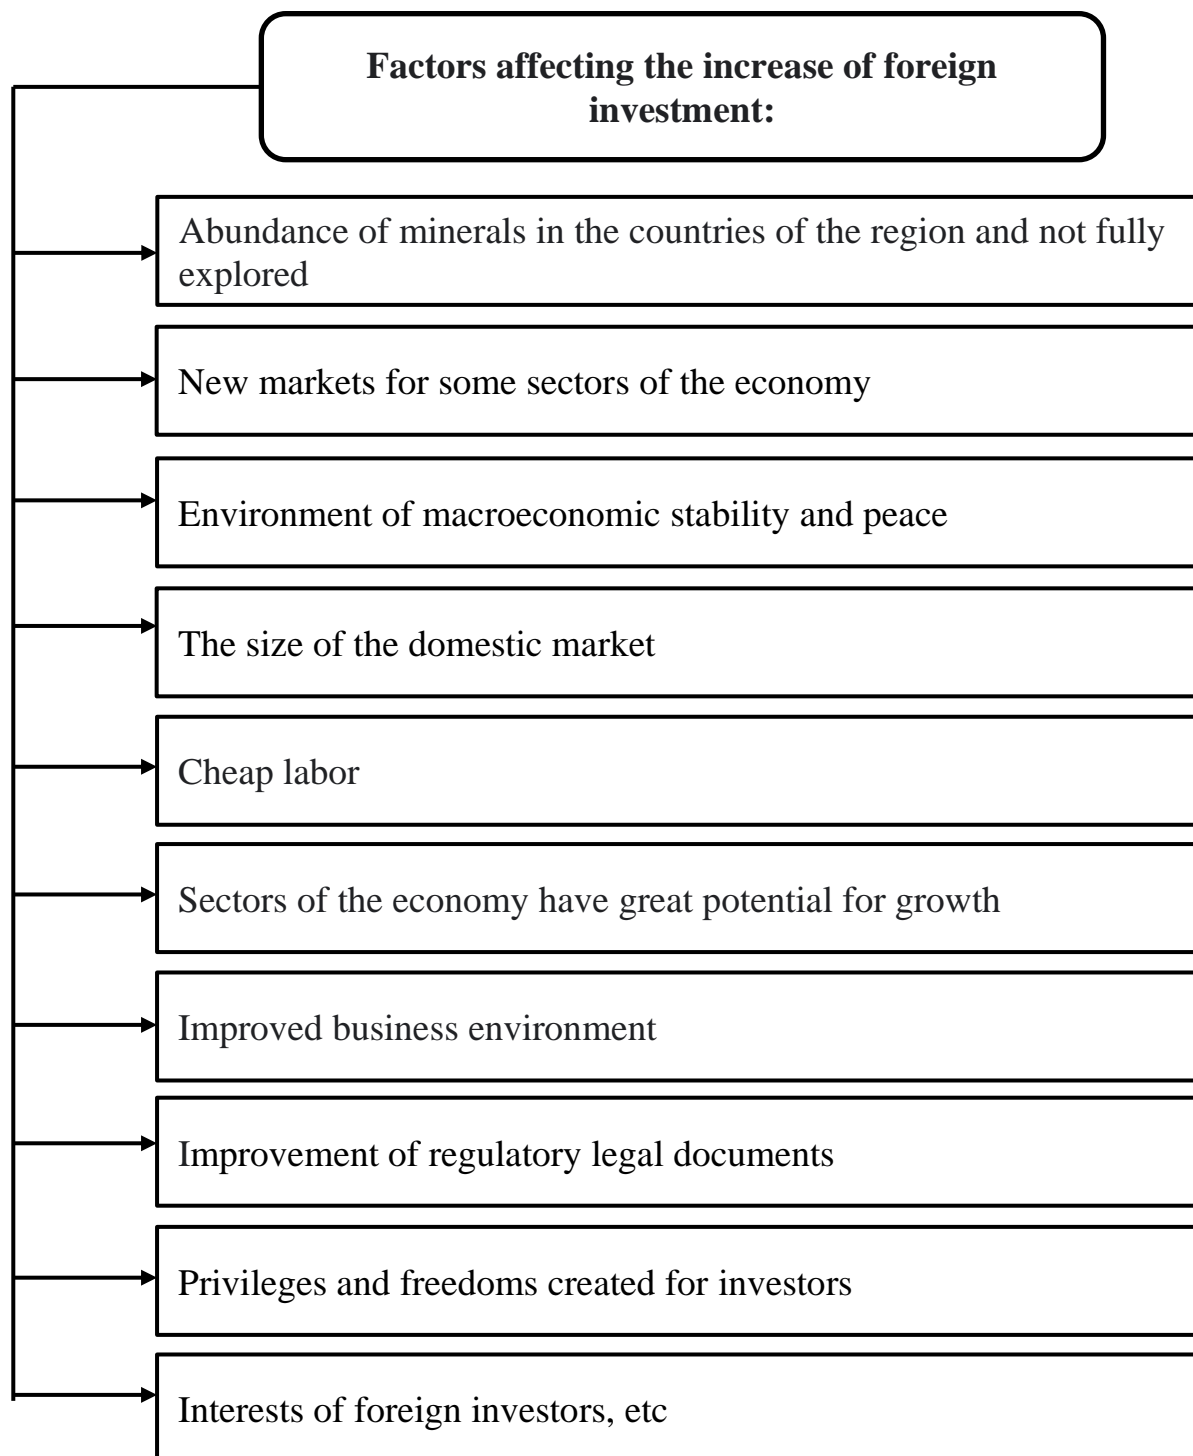 Factors affecting the increase of foreign
investment:
Abundance of minerals in the countries of the region and not fully
explored
New markets for some sectors of the economy
Environment of macroeconomic stability and peace
The size of the domestic market
Cheap labor
Sectors of the economy have great potential for growth
Improved business environment
Improvement of regulatory legal documents
Privileges and freedoms created for investors
Interests of foreign investors, etc